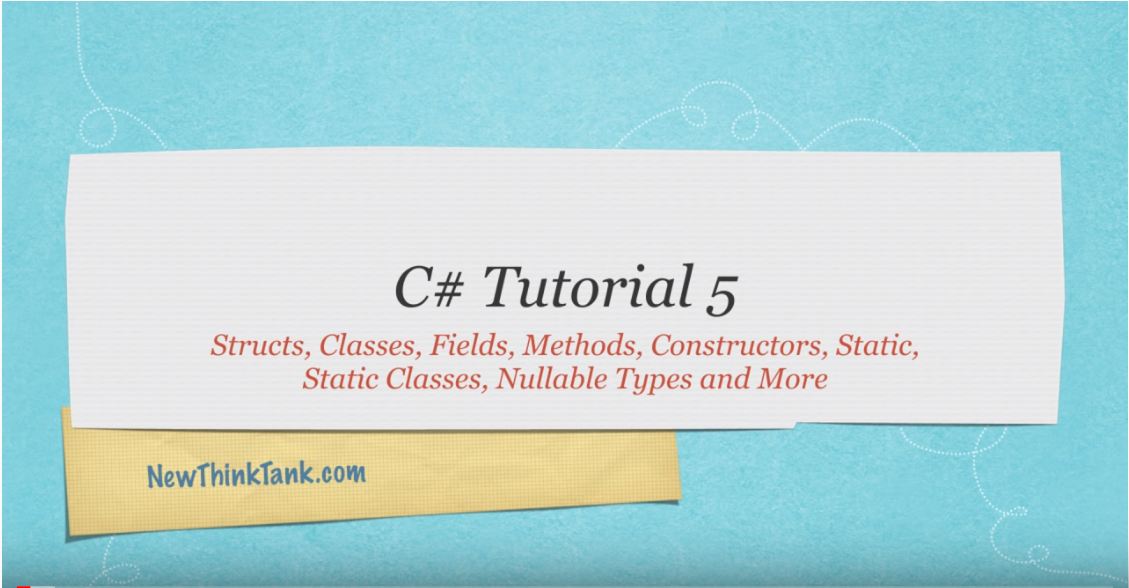 C# Tutorial 5
Structs, Classes, Fields, Methods, Constructors, Static,
Static Classes, Nullable Types and More
NewThinkTank.com